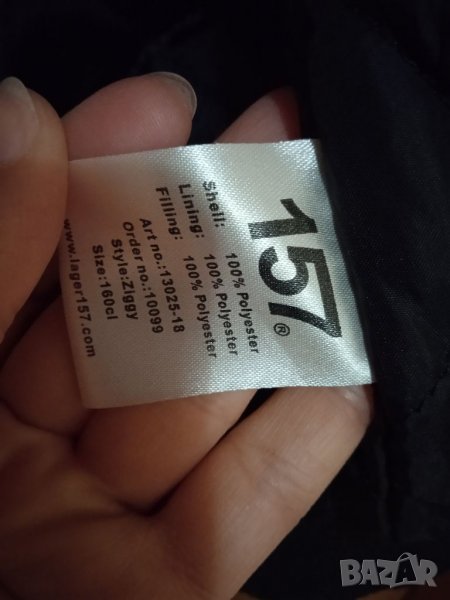 157®
Shell: 100% Polyester
Lining: 100% Polyester
Filling: 100% Polyester
Art no.:13025-18
Order no.:10099
Style:Ziggy
Size:160cl
www.lager157.com
BAZAR